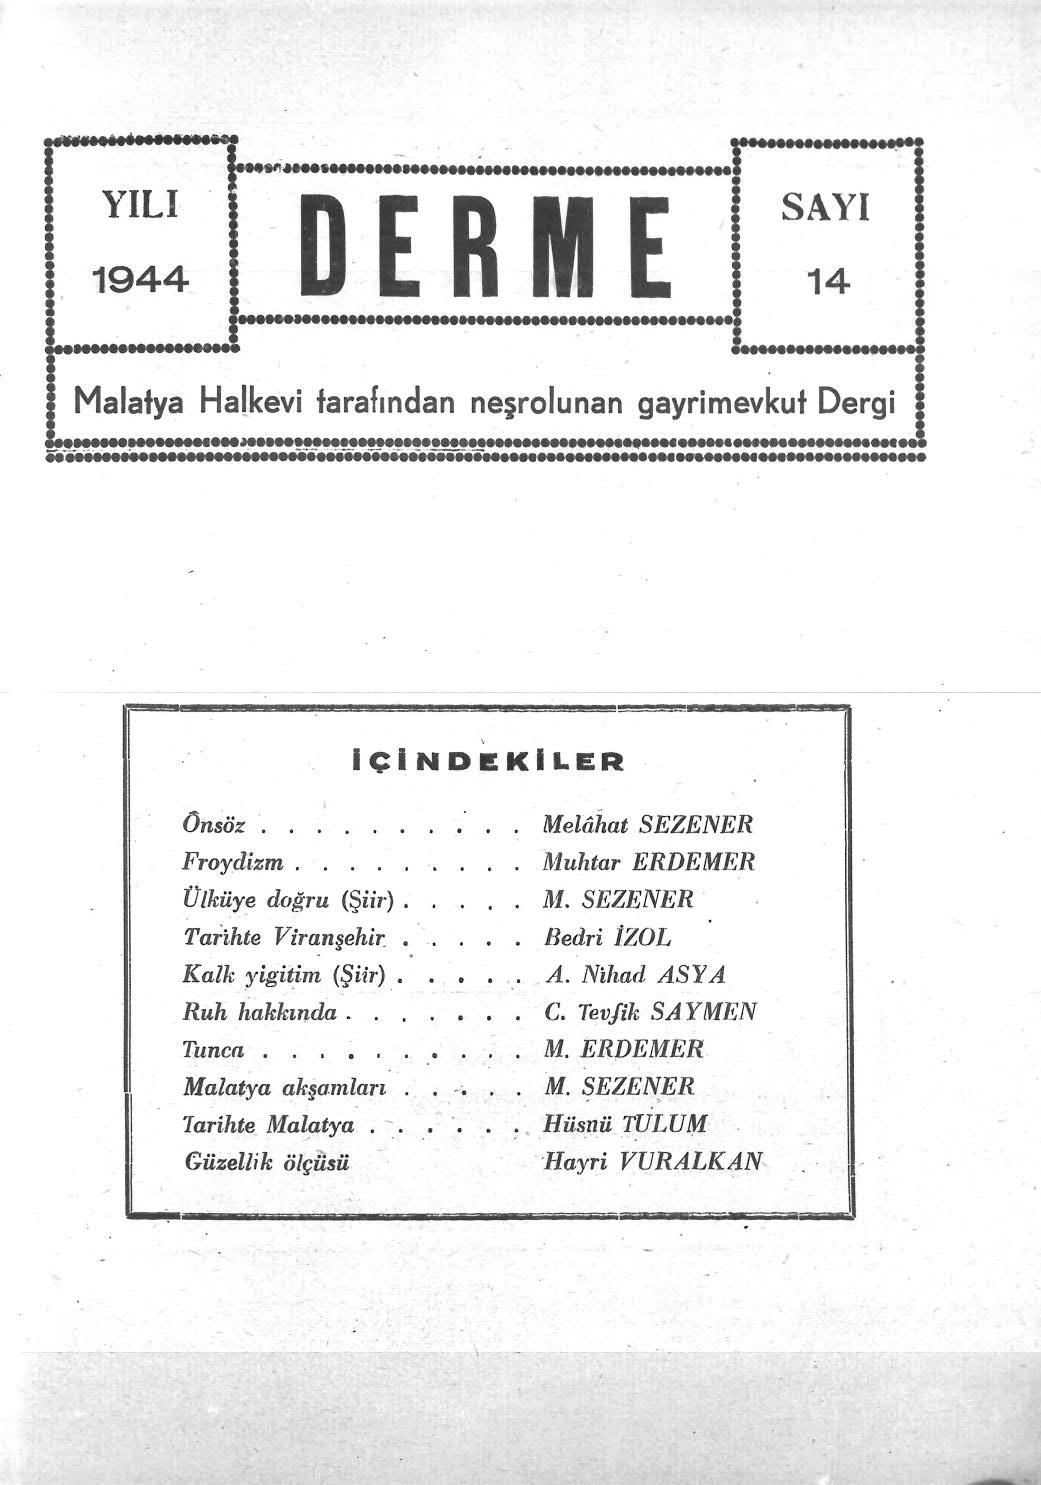 YILI
1944
DERME
SAYI
14
Malatya Halkevi tarafından neşrolunan gayrimevkut Dergi
İÇİNDEKİLER
Önsöz . . . . . . . . . . Melâhat SEZENER
Froydizm . . . . . . . . . Muhtar ERDEMER
Ülküye doğru (Şiir) . . . . . M. SEZENER
Tarihte Viranşehir . . . . . Bedri İZOL
Kalk yigitim (Şiir) . . . . . A. Nihad ASYA
Ruh hakkında . . . . . . . C. Tevfik SAYMEN
Tunca . . . . . . . . . . M. ERDEMER
Malatya akşamları . . . . . M. SEZENER
Tarihte Malatya . . . . . . Hüsnü TULUM
Güzellik ölçüsü Hayri VURALKAN